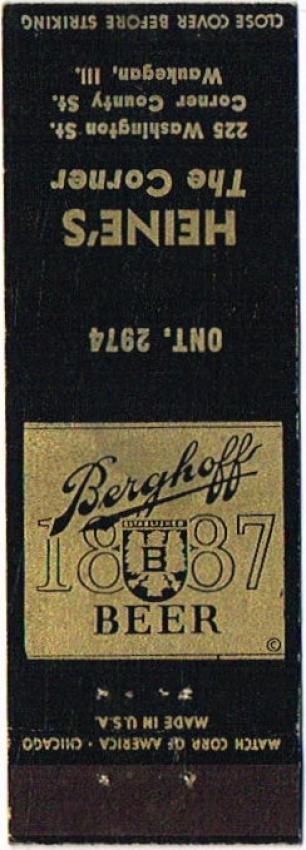 CLOSE COVER BEFORE STRIKING
225 Washington St.
Corner County St.
Waukegan, Ill.
HEINE'S
The Corner
ONT. 2974
Berghoff
1887
ESTABLISHED
B
BEER
©
MADE IN U.S.A.
MATCH CORP. OF AMERICA · CHICAGO